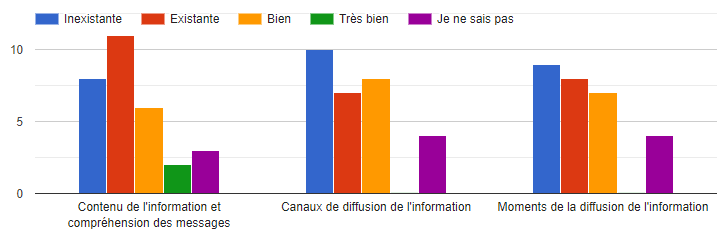 Inexistante Existante Bien Très bien Je ne sais pas
10
5
0
Contenu de l'information et
compréhension des messages
Canaux de diffusion de l'information
Moments de la diffusion de l'information